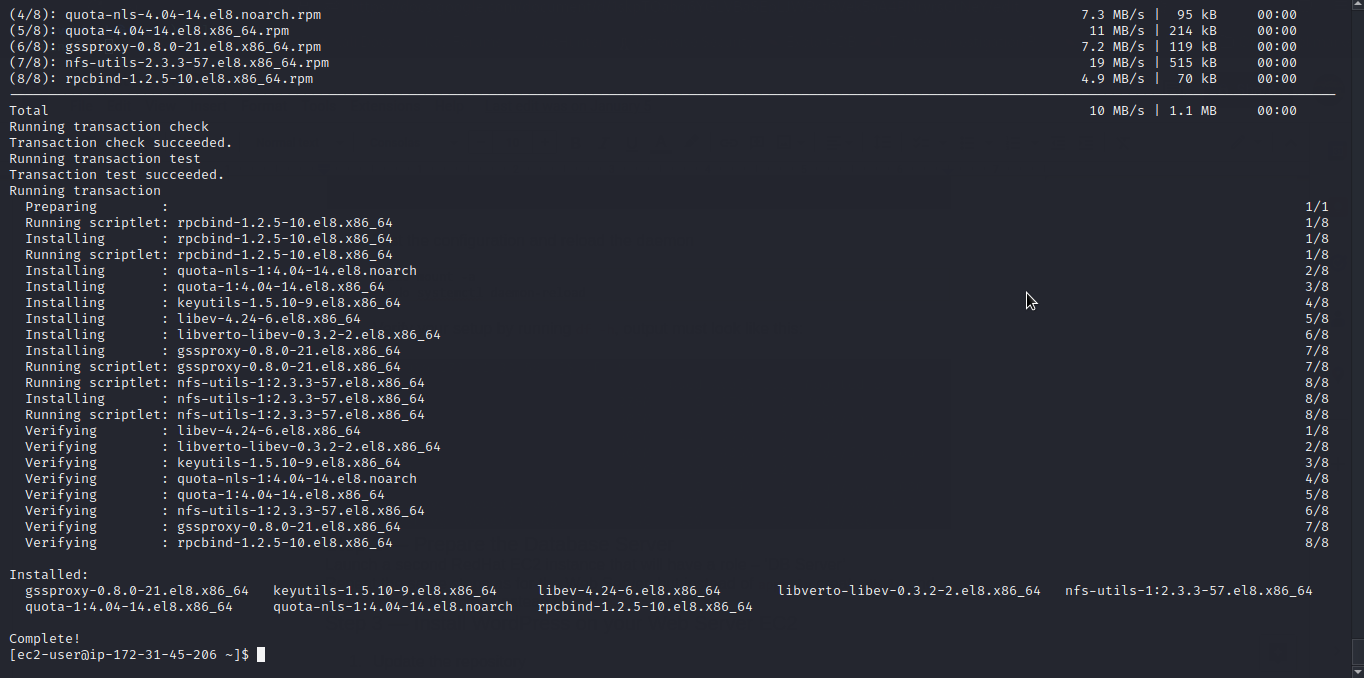 (4/8): quota-nls-4.04-14.el8.noarch.rpm 7.3 MB/s | 95 kB 00:00
(5/8): quota-4.04-14.el8.x86_64.rpm 11 MB/s | 214 kB 00:00
(6/8): gssproxy-0.8.0-21.el8.x86_64.rpm 7.2 MB/s | 119 kB 00:00
(7/8): nfs-utils-2.3.3-57.el8.x86_64.rpm 19 MB/s | 515 kB 00:00
(8/8): rpcbind-1.2.5-10.el8.x86_64.rpm 4.9 MB/s | 70 kB 00:00
Total 10 MB/s | 1.1 MB 00:00
Running transaction check
Transaction check succeeded.
Running transaction test
Transaction test succeeded.
Running transaction
Preparing : 1/1
Running scriptlet: rpcbind-1.2.5-10.el8.x86_64 1/8
Installing : rpcbind-1.2.5-10.el8.x86_64 1/8
Running scriptlet: rpcbind-1.2.5-10.el8.x86_64 1/8
Installing : quota-nls-1:4.04-14.el8.noarch 2/8
Installing : quota-1:4.04-14.el8.x86_64 3/8
Installing : keyutils-1.5.10-9.el8.x86_64 4/8
Installing : libev-4.24-6.el8.x86_64 5/8
Installing : libverto-libev-0.3.2-2.el8.x86_64 6/8
Installing : gssproxy-0.8.0-21.el8.x86_64 7/8
Running scriptlet: gssproxy-0.8.0-21.el8.x86_64 7/8
Running scriptlet: nfs-utils-1:2.3.3-57.el8.x86_64 8/8
Installing : nfs-utils-1:2.3.3-57.el8.x86_64 8/8
Running scriptlet: nfs-utils-1:2.3.3-57.el8.x86_64 8/8
Verifying : libev-4.24-6.el8.x86_64 1/8
Verifying : libverto-libev-0.3.2-2.el8.x86_64 2/8
Verifying : keyutils-1.5.10-9.el8.x86_64 3/8
Verifying : quota-nls-1:4.04-14.el8.noarch 4/8
Verifying : quota-1:4.04-14.el8.x86_64 5/8
Verifying : nfs-utils-1:2.3.3-57.el8.x86_64 6/8
Verifying : gssproxy-0.8.0-21.el8.x86_64 7/8
Verifying : rpcbind-1.2.5-10.el8.x86_64 8/8
Installed:
gssproxy-0.8.0-21.el8.x86_64 keyutils-1.5.10-9.el8.x86_64 libev-4.24-6.el8.x86_64 libverto-libev-0.3.2-2.el8.x86_64 nfs-utils-1:2.3.3-57.el8.x86_64
quota-1:4.04-14.el8.x86_64 quota-nls-1:4.04-14.el8.noarch rpcbind-1.2.5-10.el8.x86_64
Complete!
[ec2-user@ip-172-31-45-206 ~]$